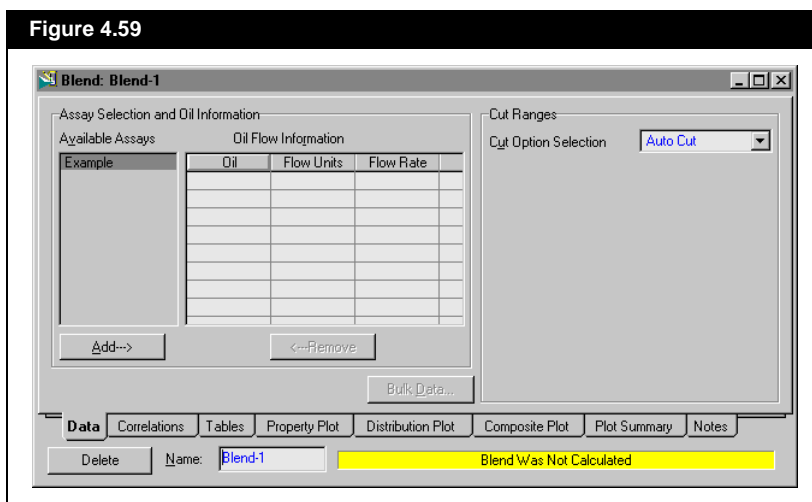 Figure 4.59
Blend: Blend-1
Assay Selection and Oil Information
Available Assays
Oil Flow Information
Example
Oil Flow Units Flow Rate
Add--->
<---Remove
Bulk Data...
Cut Ranges
Cut Option Selection Auto Cut
Data Correlations Tables Property Plot Distribution Plot Composite Plot Plot Summary Notes
Delete Name: Blend-1 Blend Was Not Calculated